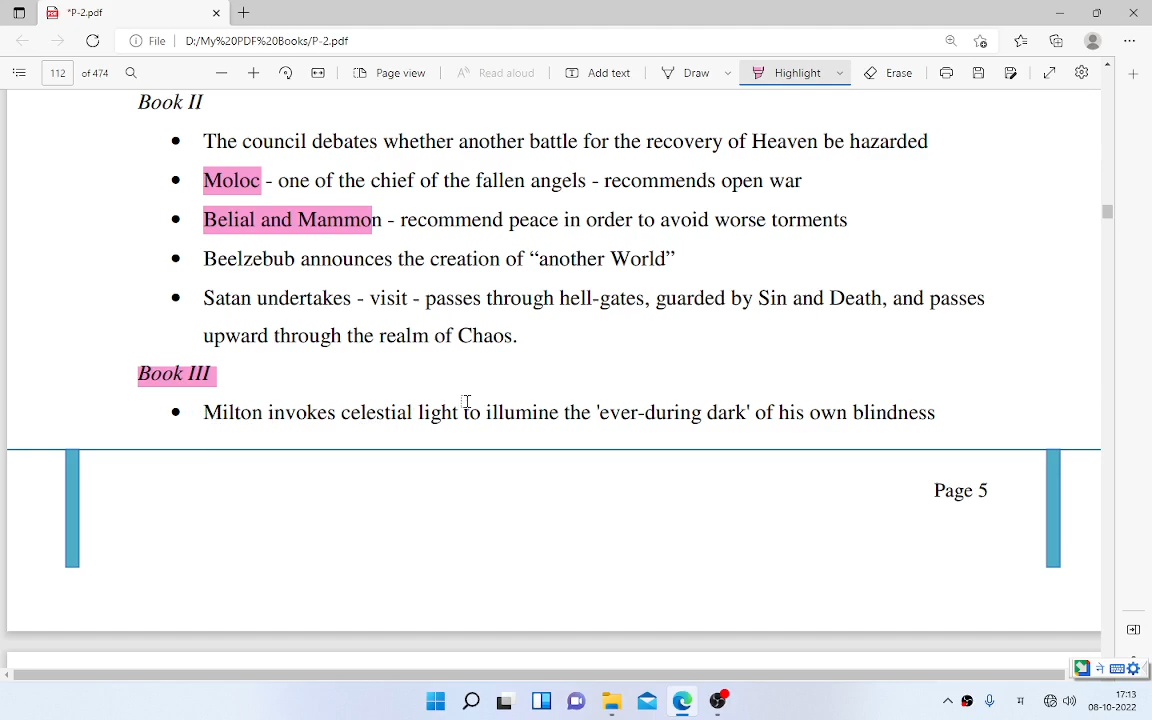 *P-2.pdf
File | D:/My%20PDF%20Books/P-2.pdf
112 of 474 Page view Read aloud Add text Draw Highlight Erase
Book II
• The council debates whether another battle for the recovery of Heaven be hazarded
• Moloc - one of the chief of the fallen angels - recommends open war
• Belial and Mammon - recommend peace in order to avoid worse torments
• Beelzebub announces the creation of “another World”
• Satan undertakes - visit - passes through hell-gates, guarded by Sin and Death, and passes
upward through the realm of Chaos.
Book III
• Milton invokes celestial light to illumine the 'ever-during dark' of his own blindness
Page 5
17:13
08-10-2022